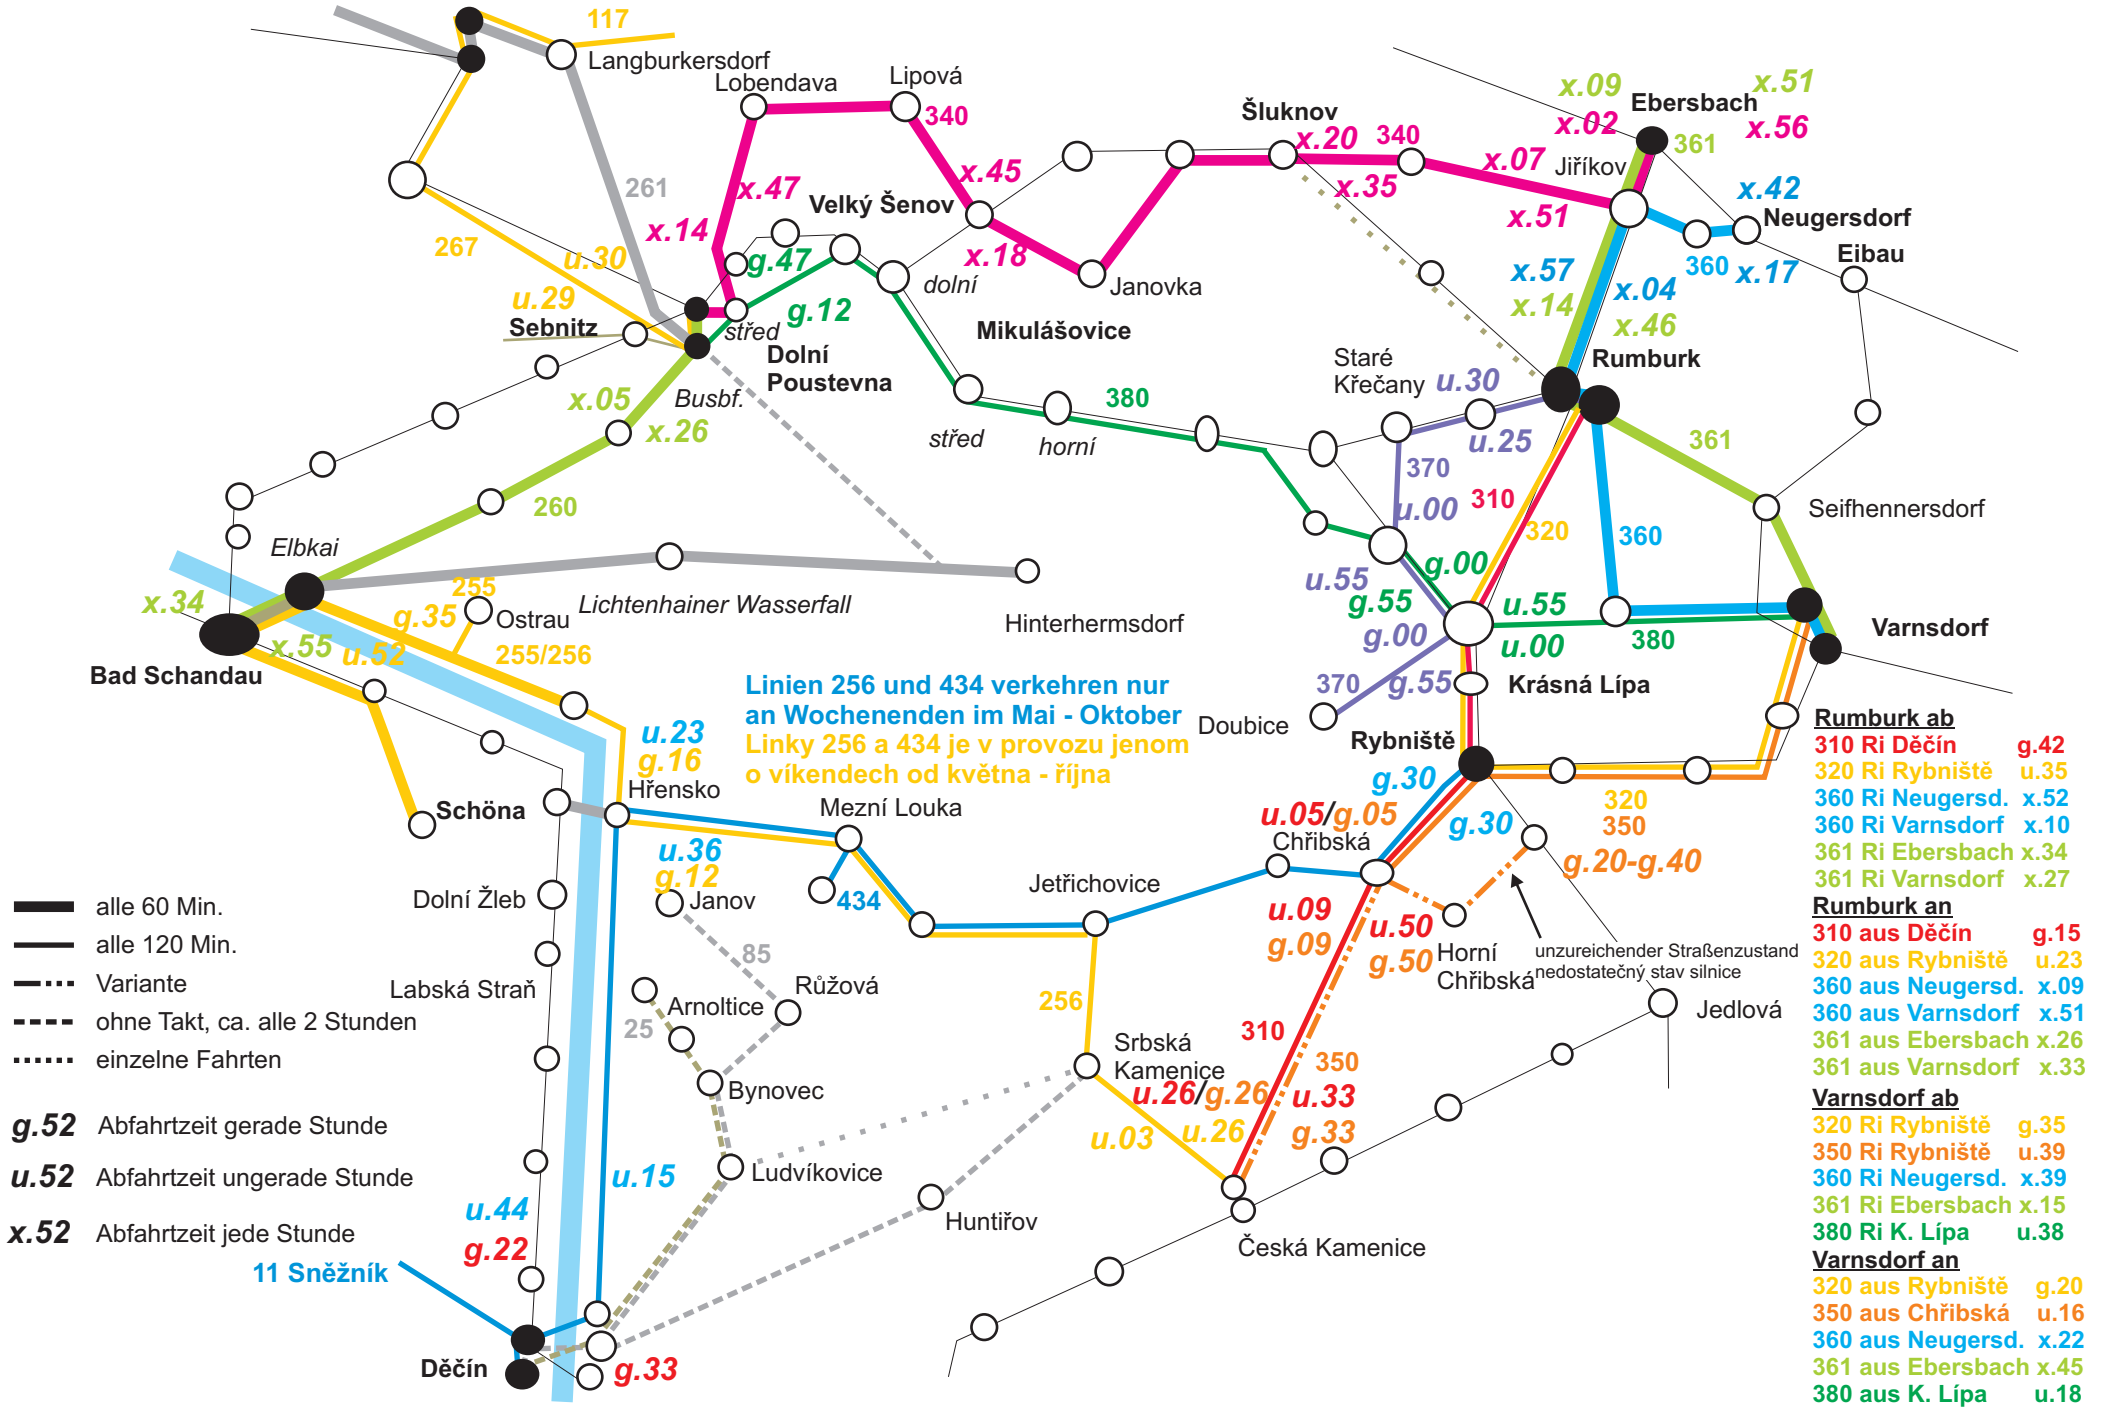 117
Langburkersdorf
Lobendava
Lipová
340
261
267
u.30
u.29
Sebnitz
x.47
x.14
Velký Šenov
g.47
g.12
střed
Dolní
Poustevna
Busbf.
x.05
x.26
260
x.45
x.18
dolní
Janovka
Mikulášovice
střed
horní
380
Šluknov
x.20
340
x.35
x.07
x.51
x.09
x.02
Ebersbach
x.51
x.56
361
Jiříkov
x.42
Neugersdorf
360
x.17
Eibau
x.57
x.14
x.04
x.46
Rumburk
Staré
Křečany
u.30
u.25
370
u.00
310
320
360
361
Seifhennersdorf
Varnsdorf
u.55
g.55
g.00
g.00
u.55
u.00
380
370
g.55
Krásná Lípa
Doubice
Rybniště
g.30
g.30
320
350
g.20-g.40
Elbkai
x.34
x.55
u.52
g.35
255
Ostrau
255/256
Bad Schandau
Lichtenhainer Wasserfall
Hinterhermsdorf
Linien 256 und 434 verkehren nur
an Wochenenden im Mai - Oktober
Linky 256 a 434 je v provozu jenom
o víkendech od května - října
u.23
g.16
Hřensko
Schöna
Mezní Louka
u.36
g.12
Janov
434
85
Růžová
Arnoltice
25
Bynovec
Ludvíkovice
Huntířov
Dolní Žleb
Labská Straň
Jetřichovice
256
Srbská
Kamenice
u.26/g.26
u.03
u.26
u.05/g.05
Chřibská
u.09
g.09
u.50
g.50
Horní
Chřibská
unzureichender Straßenzustand
nedostatečný stav silnice
310
350
u.33
g.33
Jedlová
Česká Kamenice
u.15
u.44
g.22
11 Sněžník
Děčín
g.33
alle 60 Min.
alle 120 Min.
Variante
ohne Takt, ca. alle 2 Stunden
einzelne Fahrten
g.52 Abfahrtzeit gerade Stunde
u.52 Abfahrtzeit ungerade Stunde
x.52 Abfahrtzeit jede Stunde
Rumburk ab
310 Ri Děčín g.42
320 Ri Rybniště u.35
360 Ri Neugersd. x.52
360 Ri Varnsdorf x.10
361 Ri Ebersbach x.34
361 Ri Varnsdorf x.27
Rumburk an
310 aus Děčín g.15
320 aus Rybniště u.23
360 aus Neugersd. x.09
360 aus Varnsdorf x.51
361 aus Ebersbach x.26
361 aus Varnsdorf x.33
Varnsdorf ab
320 Ri Rybniště g.35
350 Ri Rybniště u.39
360 Ri Neugersd. x.39
361 Ri Ebersbach x.15
380 Ri K. Lípa u.38
Varnsdorf an
320 aus Rybniště g.20
350 aus Chřibská u.16
360 aus Neugersd. x.22
361 aus Ebersbach x.45
380 aus K. Lípa u.18